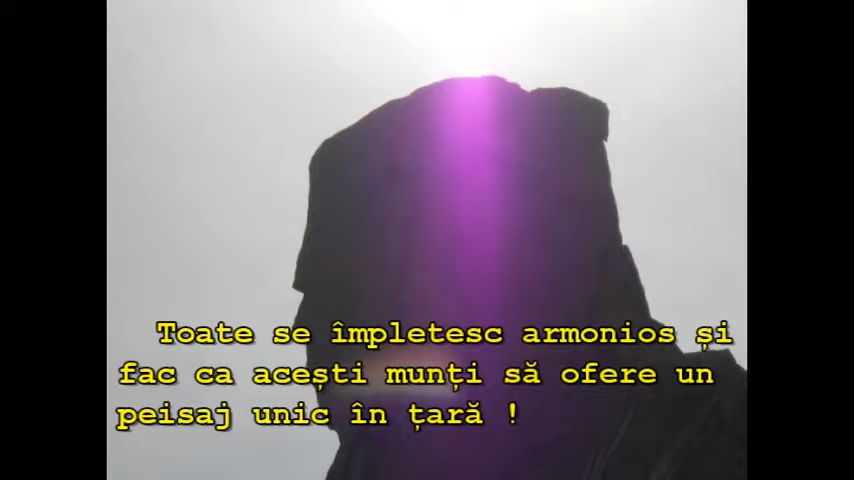 Toate se împletesc armonios și
fac ca acești munți să ofere un
peisaj unic în țară !